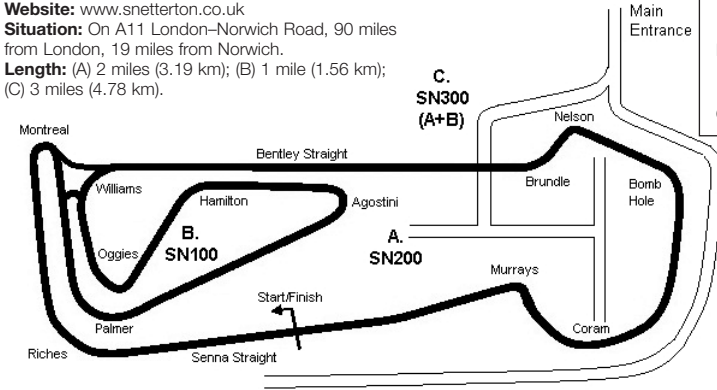 Website: www.snetterton.co.uk
Situation: On A11 London–Norwich Road, 90 miles
from London, 19 miles from Norwich.
Length: (A) 2 miles (3.19 km); (B) 1 mile (1.56 km);
(C) 3 miles (4.78 km).
Main
Entrance
C.
SN300
(A+B)
Nelson
Montreal
Bentley Straight
Williams
Hamilton
Agostini
Brundle
Bomb
Hole
B.
SN100
A.
SN200
Oggies
Murrays
Start/Finish
Palmer
Coram
Riches
Senna Straight